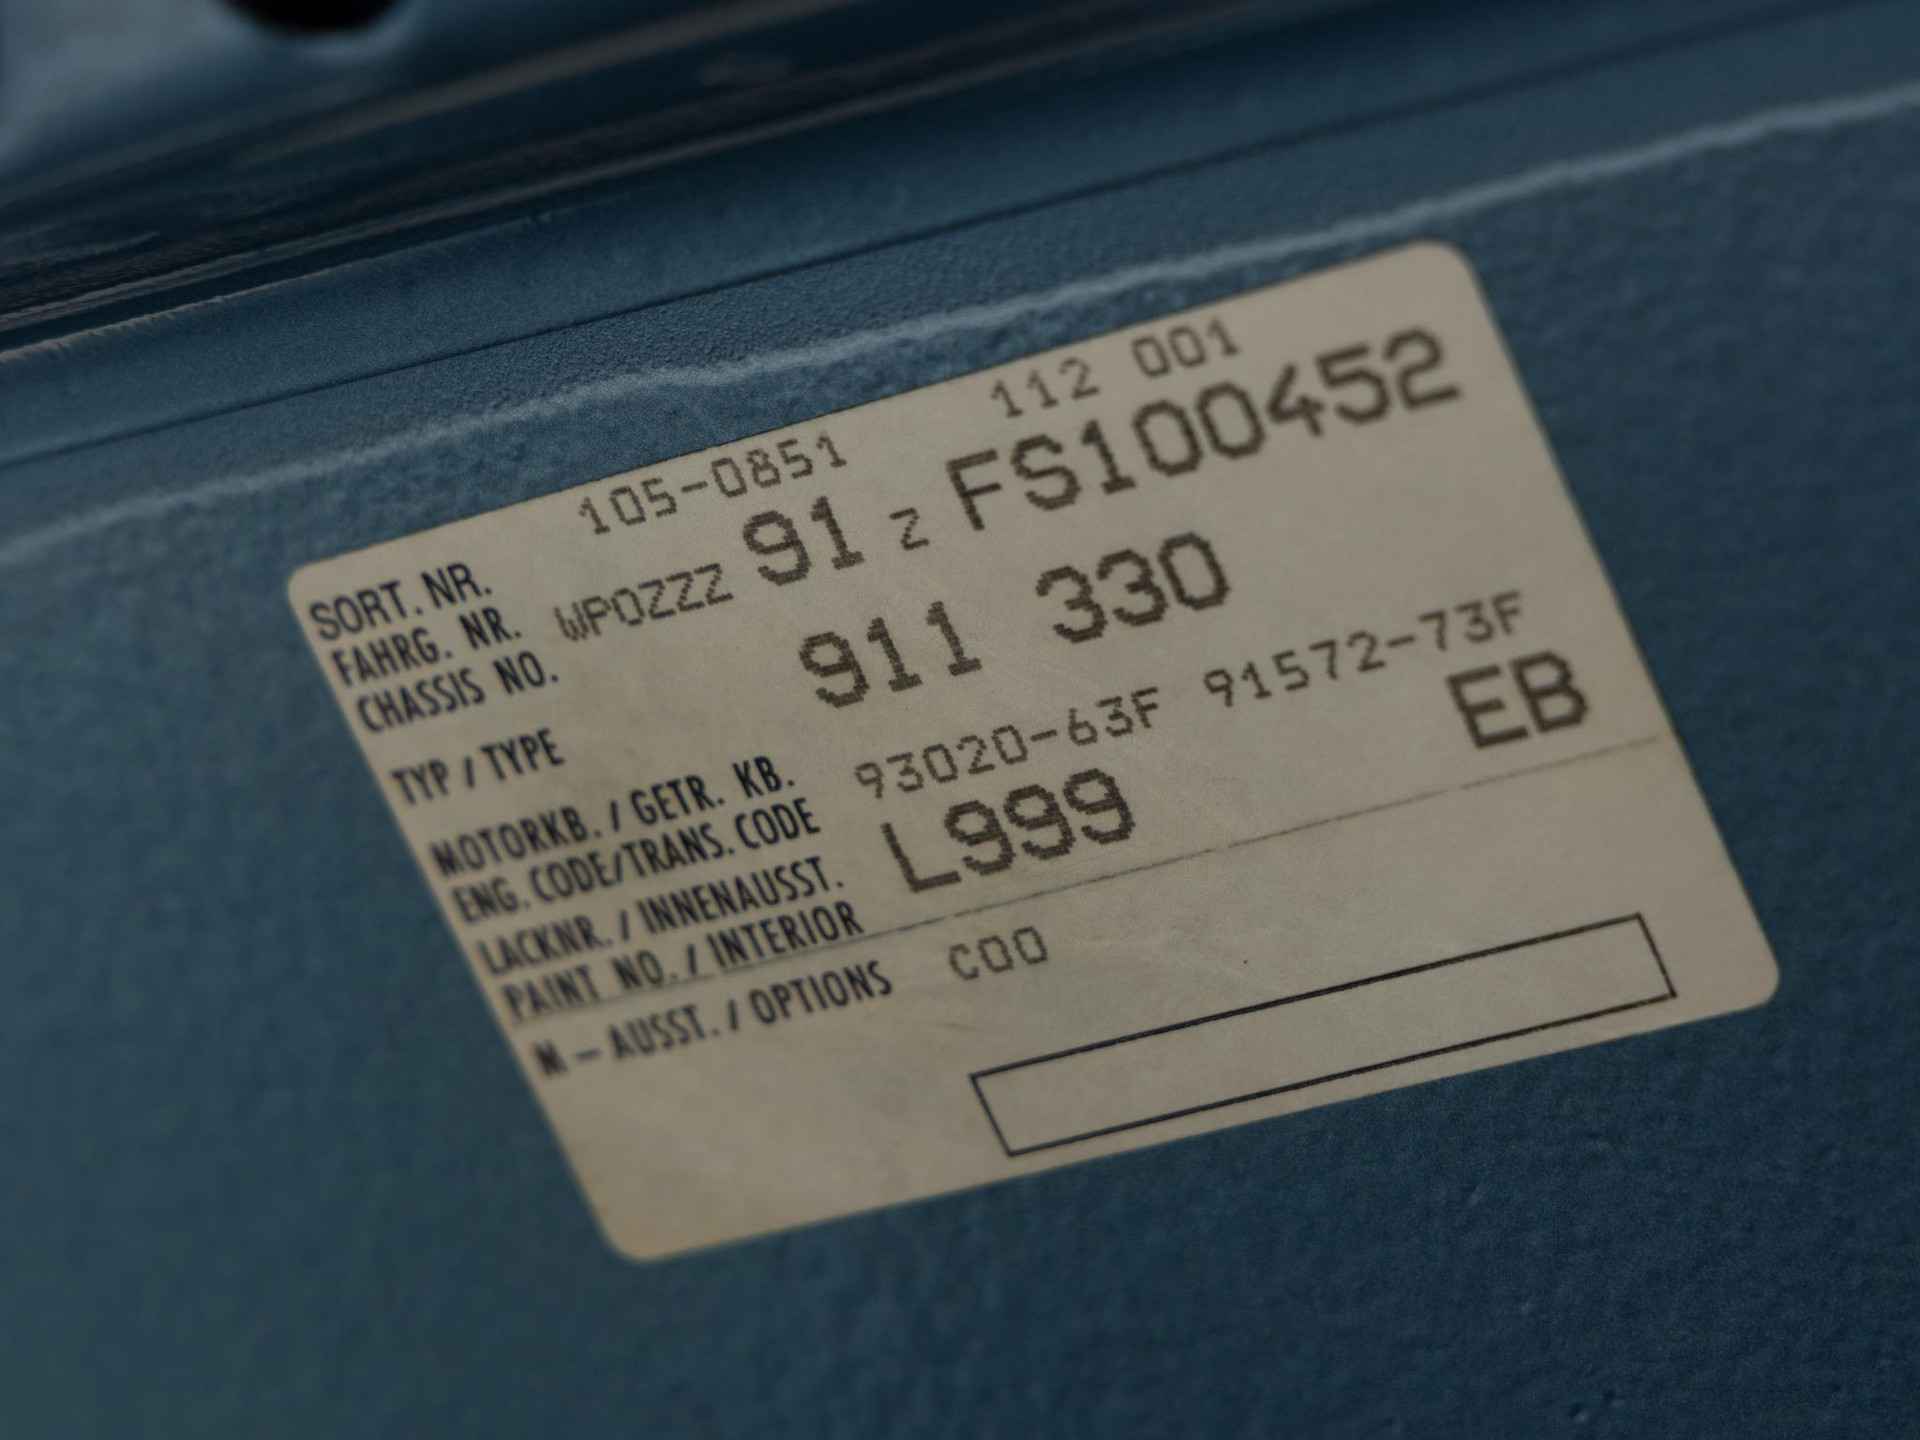 SORT. NR. 105-0851 112 001
FAHRG. NR. WP0ZZZ 91 Z FS100452
CHASSIS NO.
TYP / TYPE 911 330
MOTORKB. / GETR. KB. 93020-63F 91572-73F
ENG. CODE/TRANS. CODE
LACKNR. / INNENAUSST. L999 EB
PAINT NO. / INTERIOR
M - AUSST. / OPTIONS C00